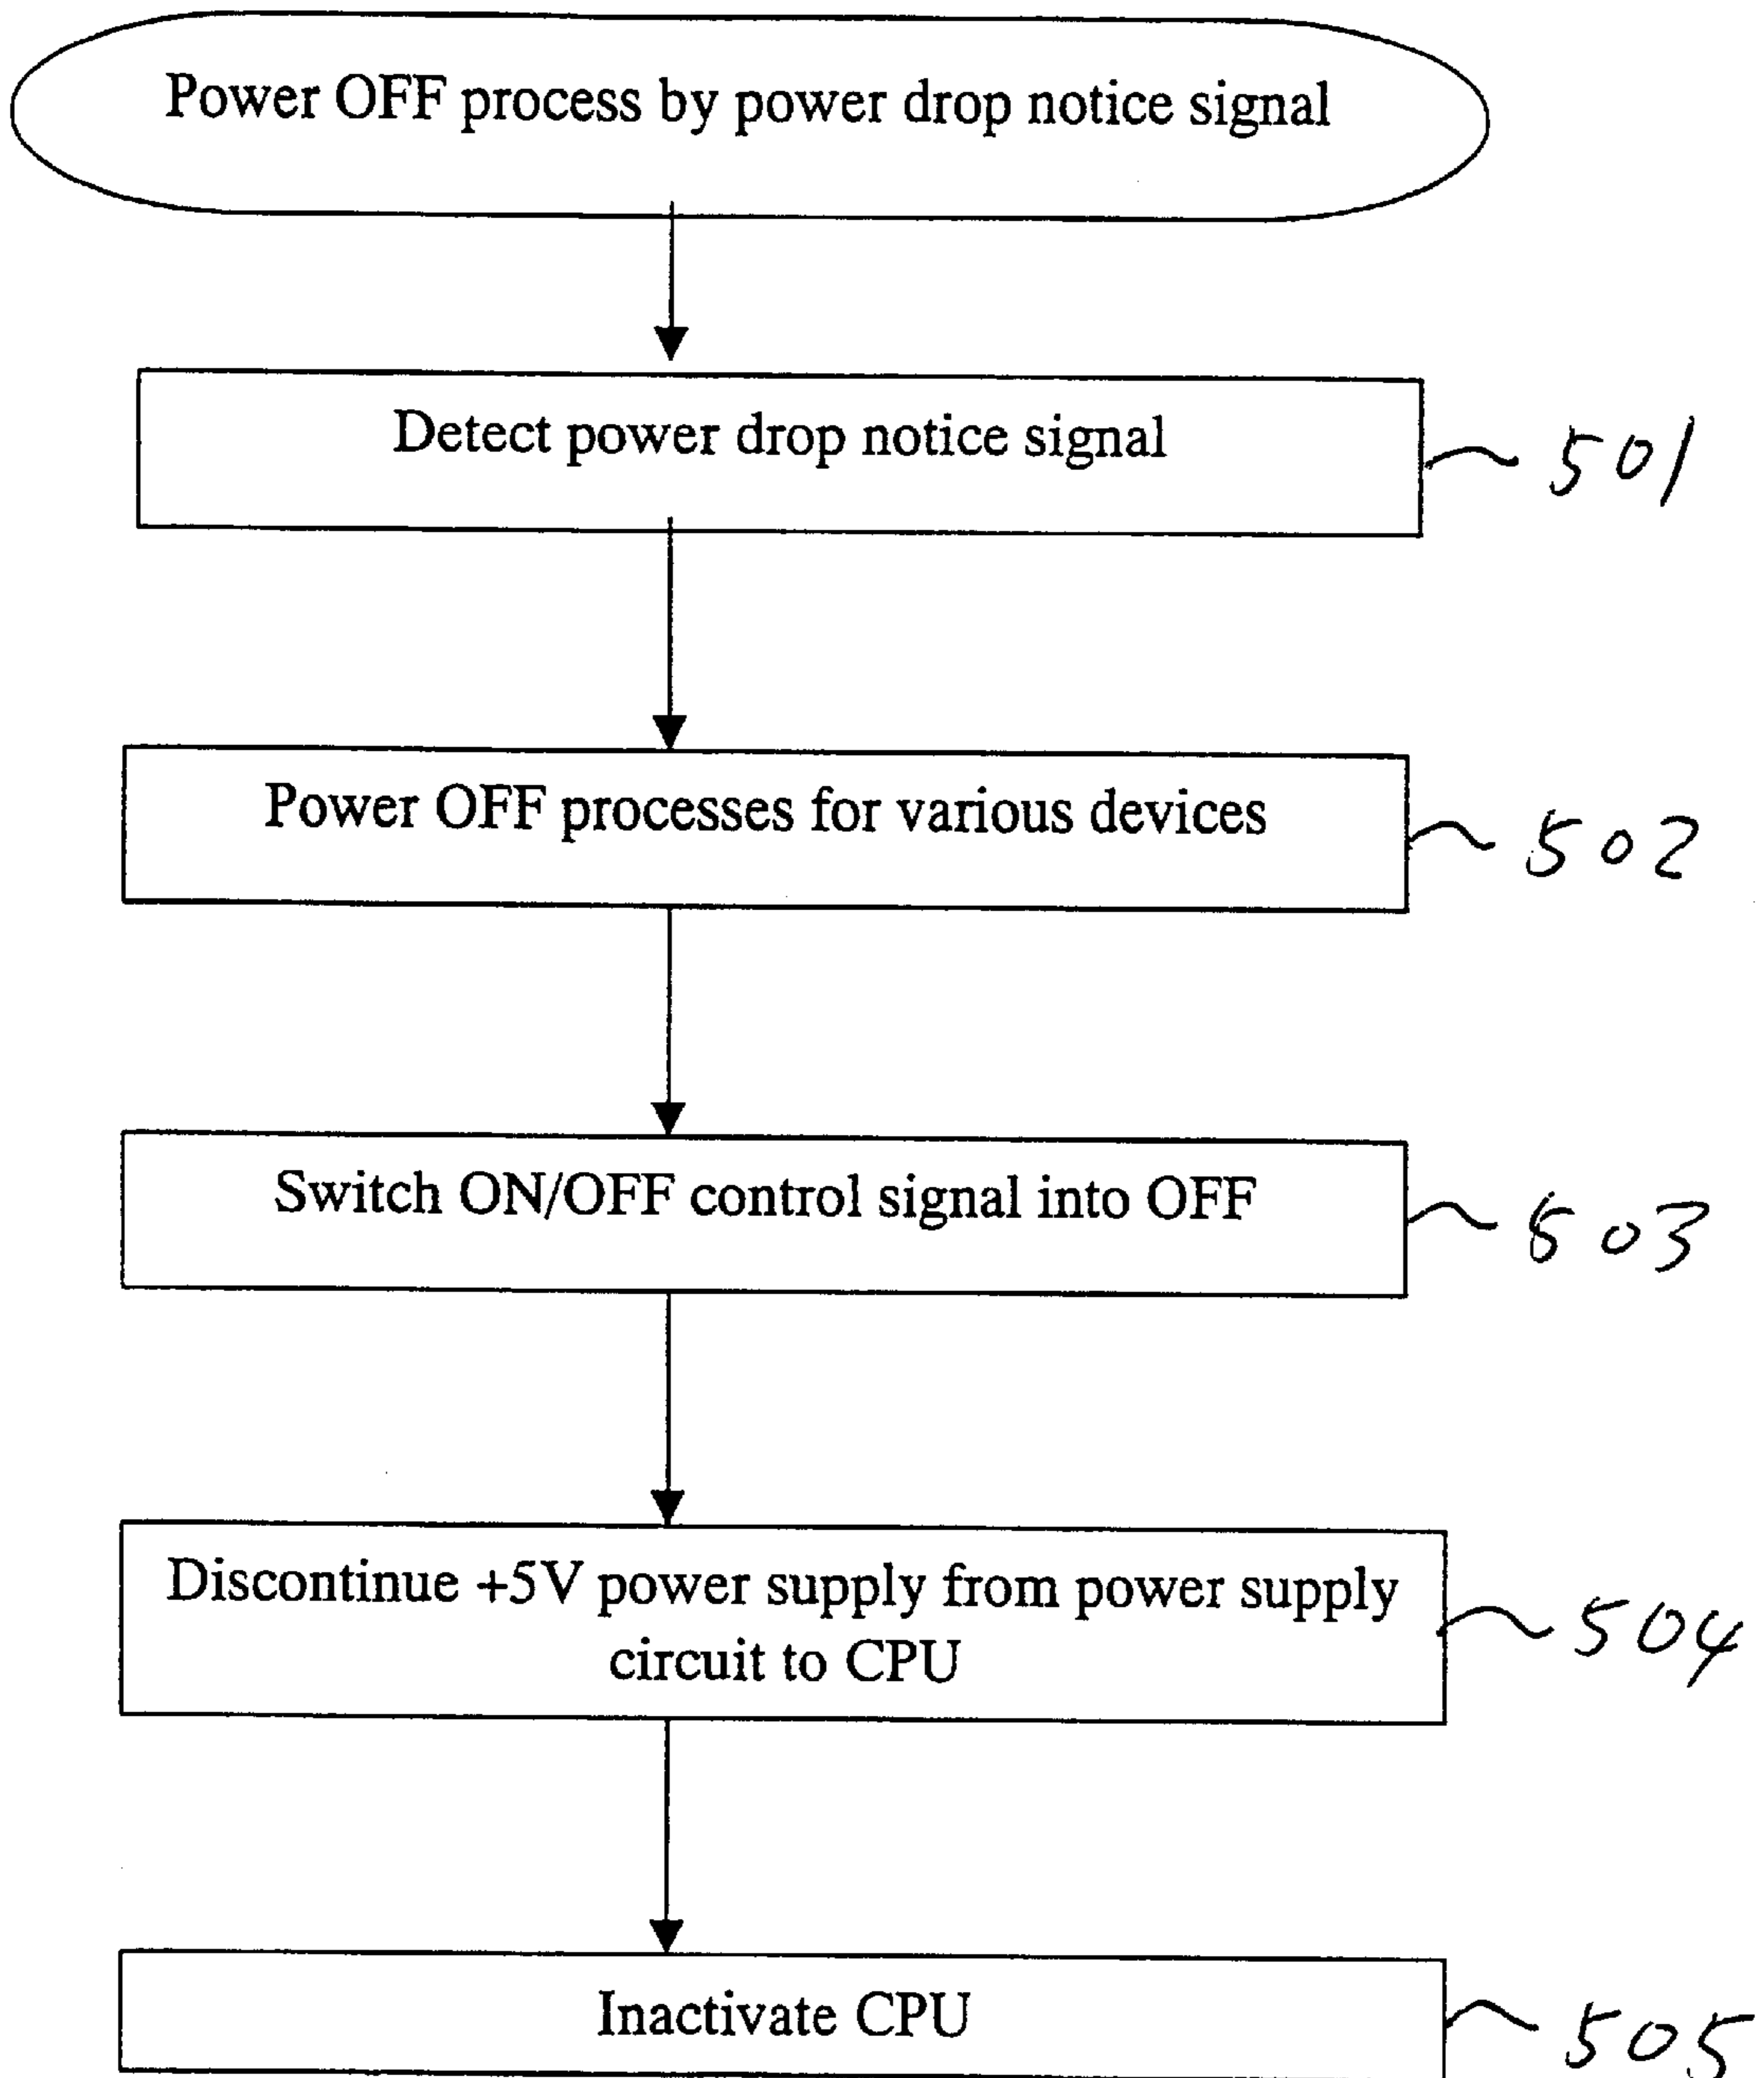 Power OFF process by power drop notice signal
Detect power drop notice signal
501
Power OFF processes for various devices
502
Switch ON/OFF control signal into OFF
503
Discontinue +5V power supply from power supply
circuit to CPU
504
Inactivate CPU
505